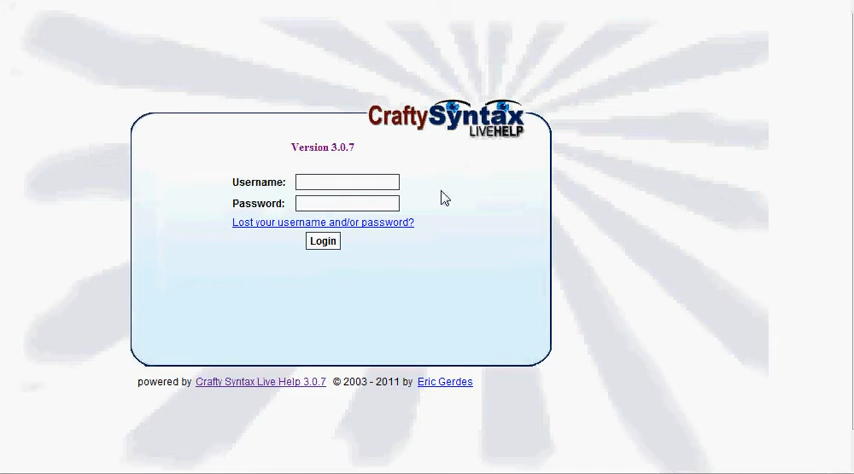 CraftySyntax
LIVEHELP
Version 3.0.7
Username:
Password:
Lost your username and/or password?
Login
powered by Crafty Syntax Live Help 3.0.7 © 2003 - 2011 by Eric Gerdes